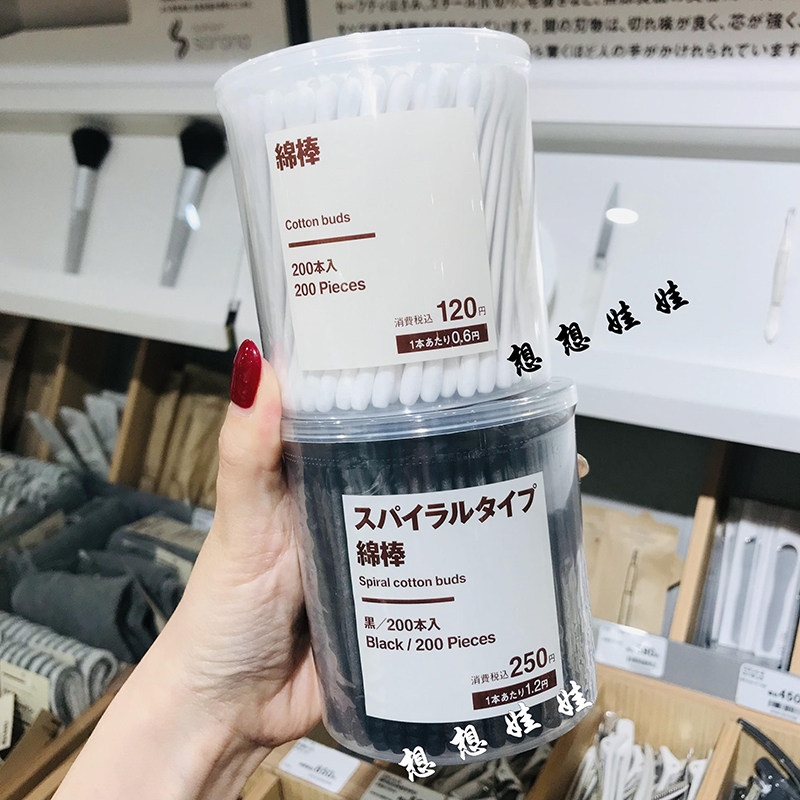 綿棒
Cotton buds
200本入
200 Pieces
消費税込 120円
1本あたり0.6円
想想娃娃
スパイラルタイプ
綿棒
Spiral cotton buds
黒/200本入
Black / 200 Pieces
消費税込 250円
1本あたり1.2円
想想娃娃